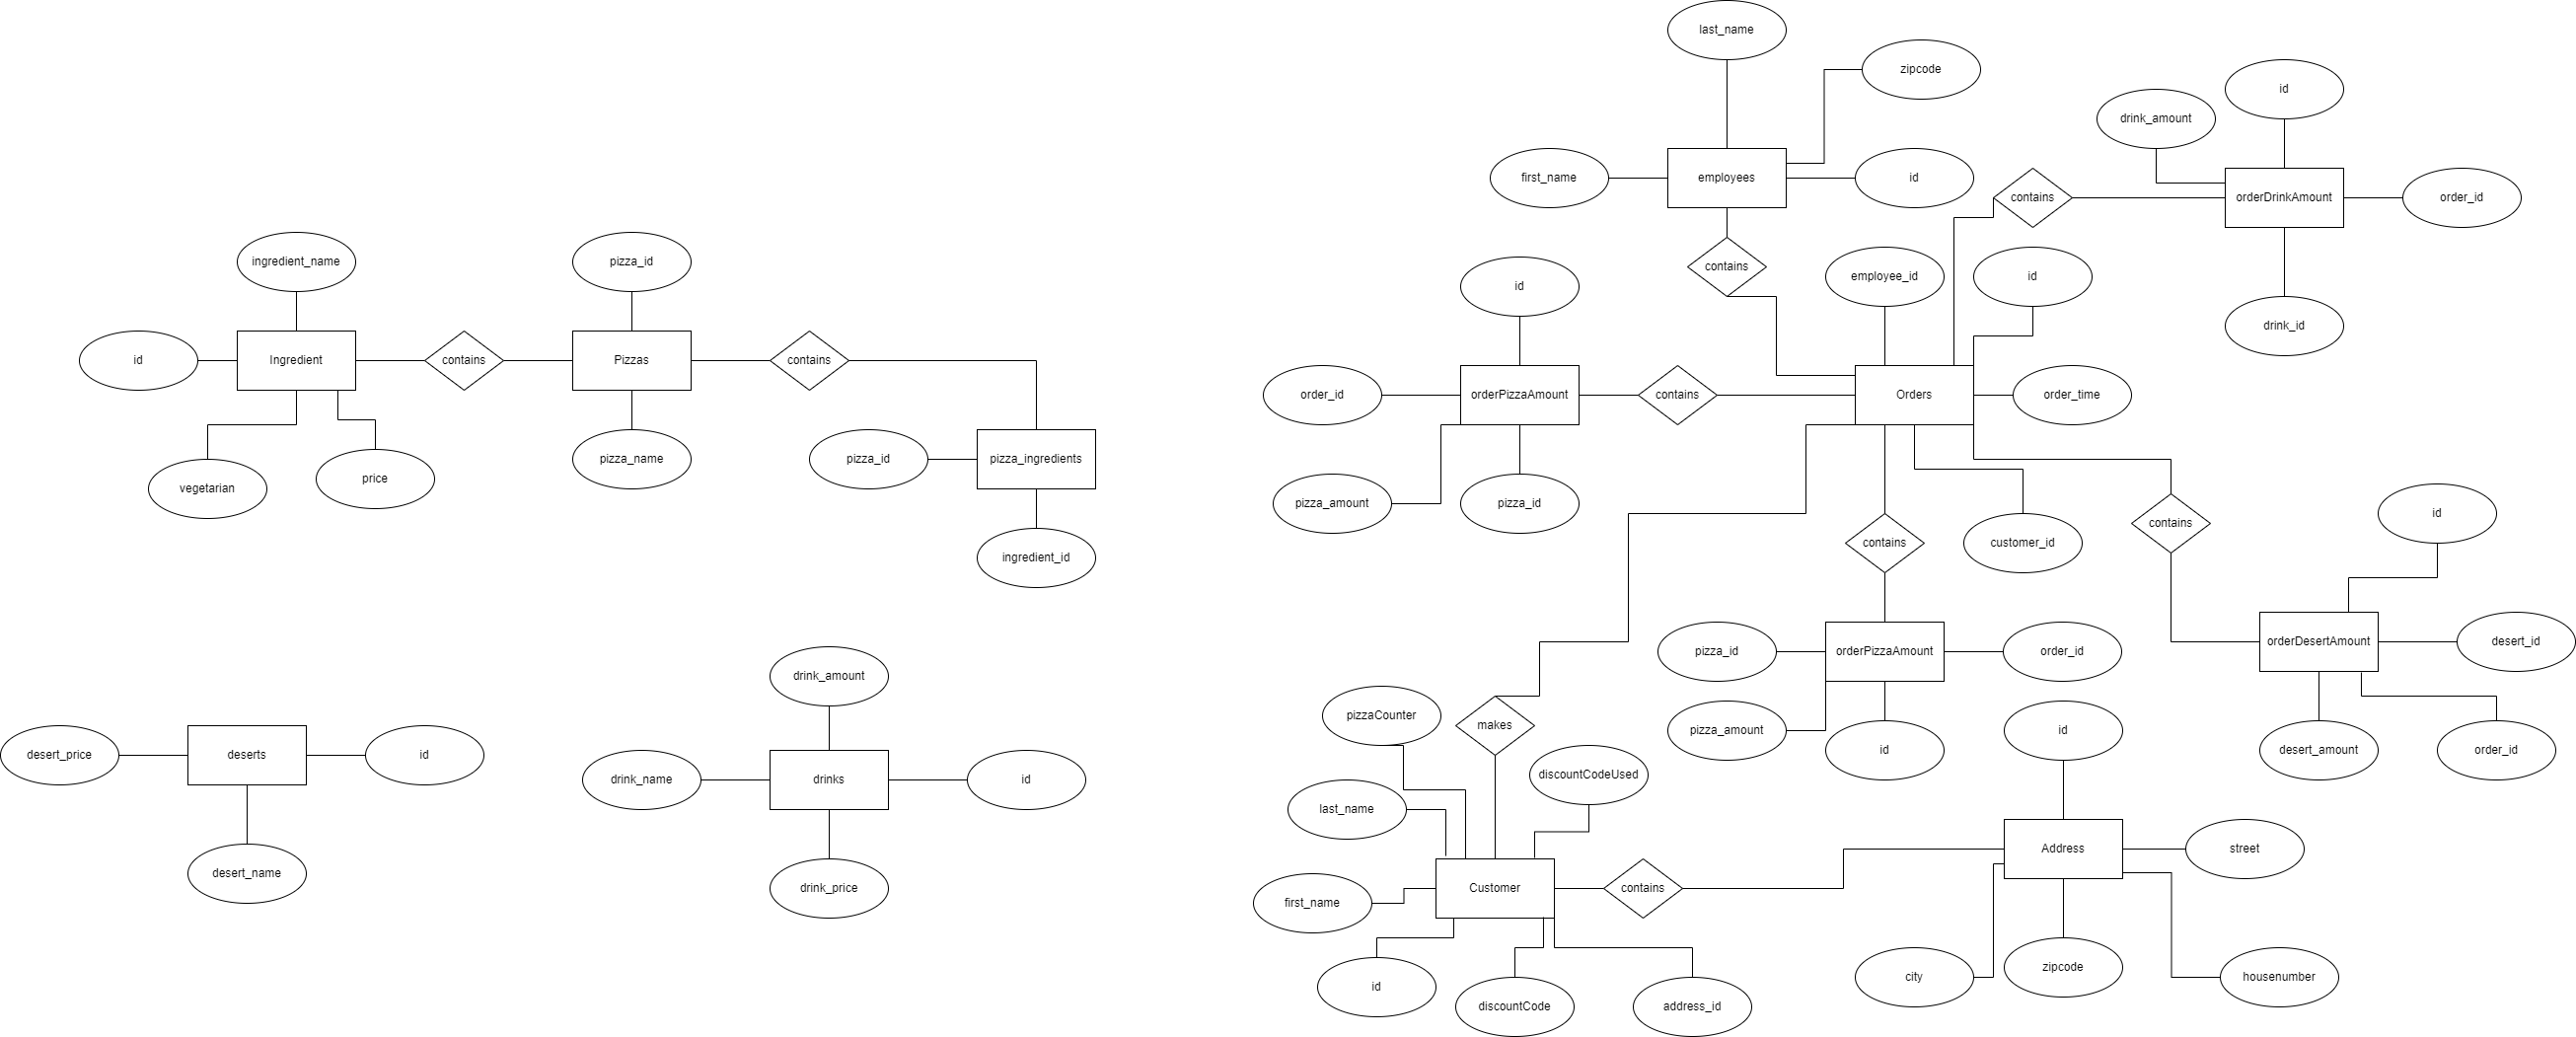 last_name
zipcode
id
drink_amount
first_name
employees
id
contains
orderDrinkAmount
order_id
ingredient_name
pizza_id
contains
employee_id
id
id
drink_id
id
Ingredient
contains
Pizzas
contains
order_id
orderPizzaAmount
contains
Orders
order_time
vegetarian
price
pizza_name
pizza_id
pizza_ingredients
pizza_amount
pizza_id
contains
customer_id
contains
id
ingredient_id
drink_amount
pizza_id
orderPizzaAmount
order_id
orderDesertAmount
desert_id
pizzaCounter
makes
pizza_amount
id
id
desert_amount
order_id
desert_price
deserts
id
drink_name
drinks
id
discountCodeUsed
last_name
desert_name
drink_price
first_name
Customer
contains
Address
street
id
discountCode
address_id
city
zipcode
housenumber